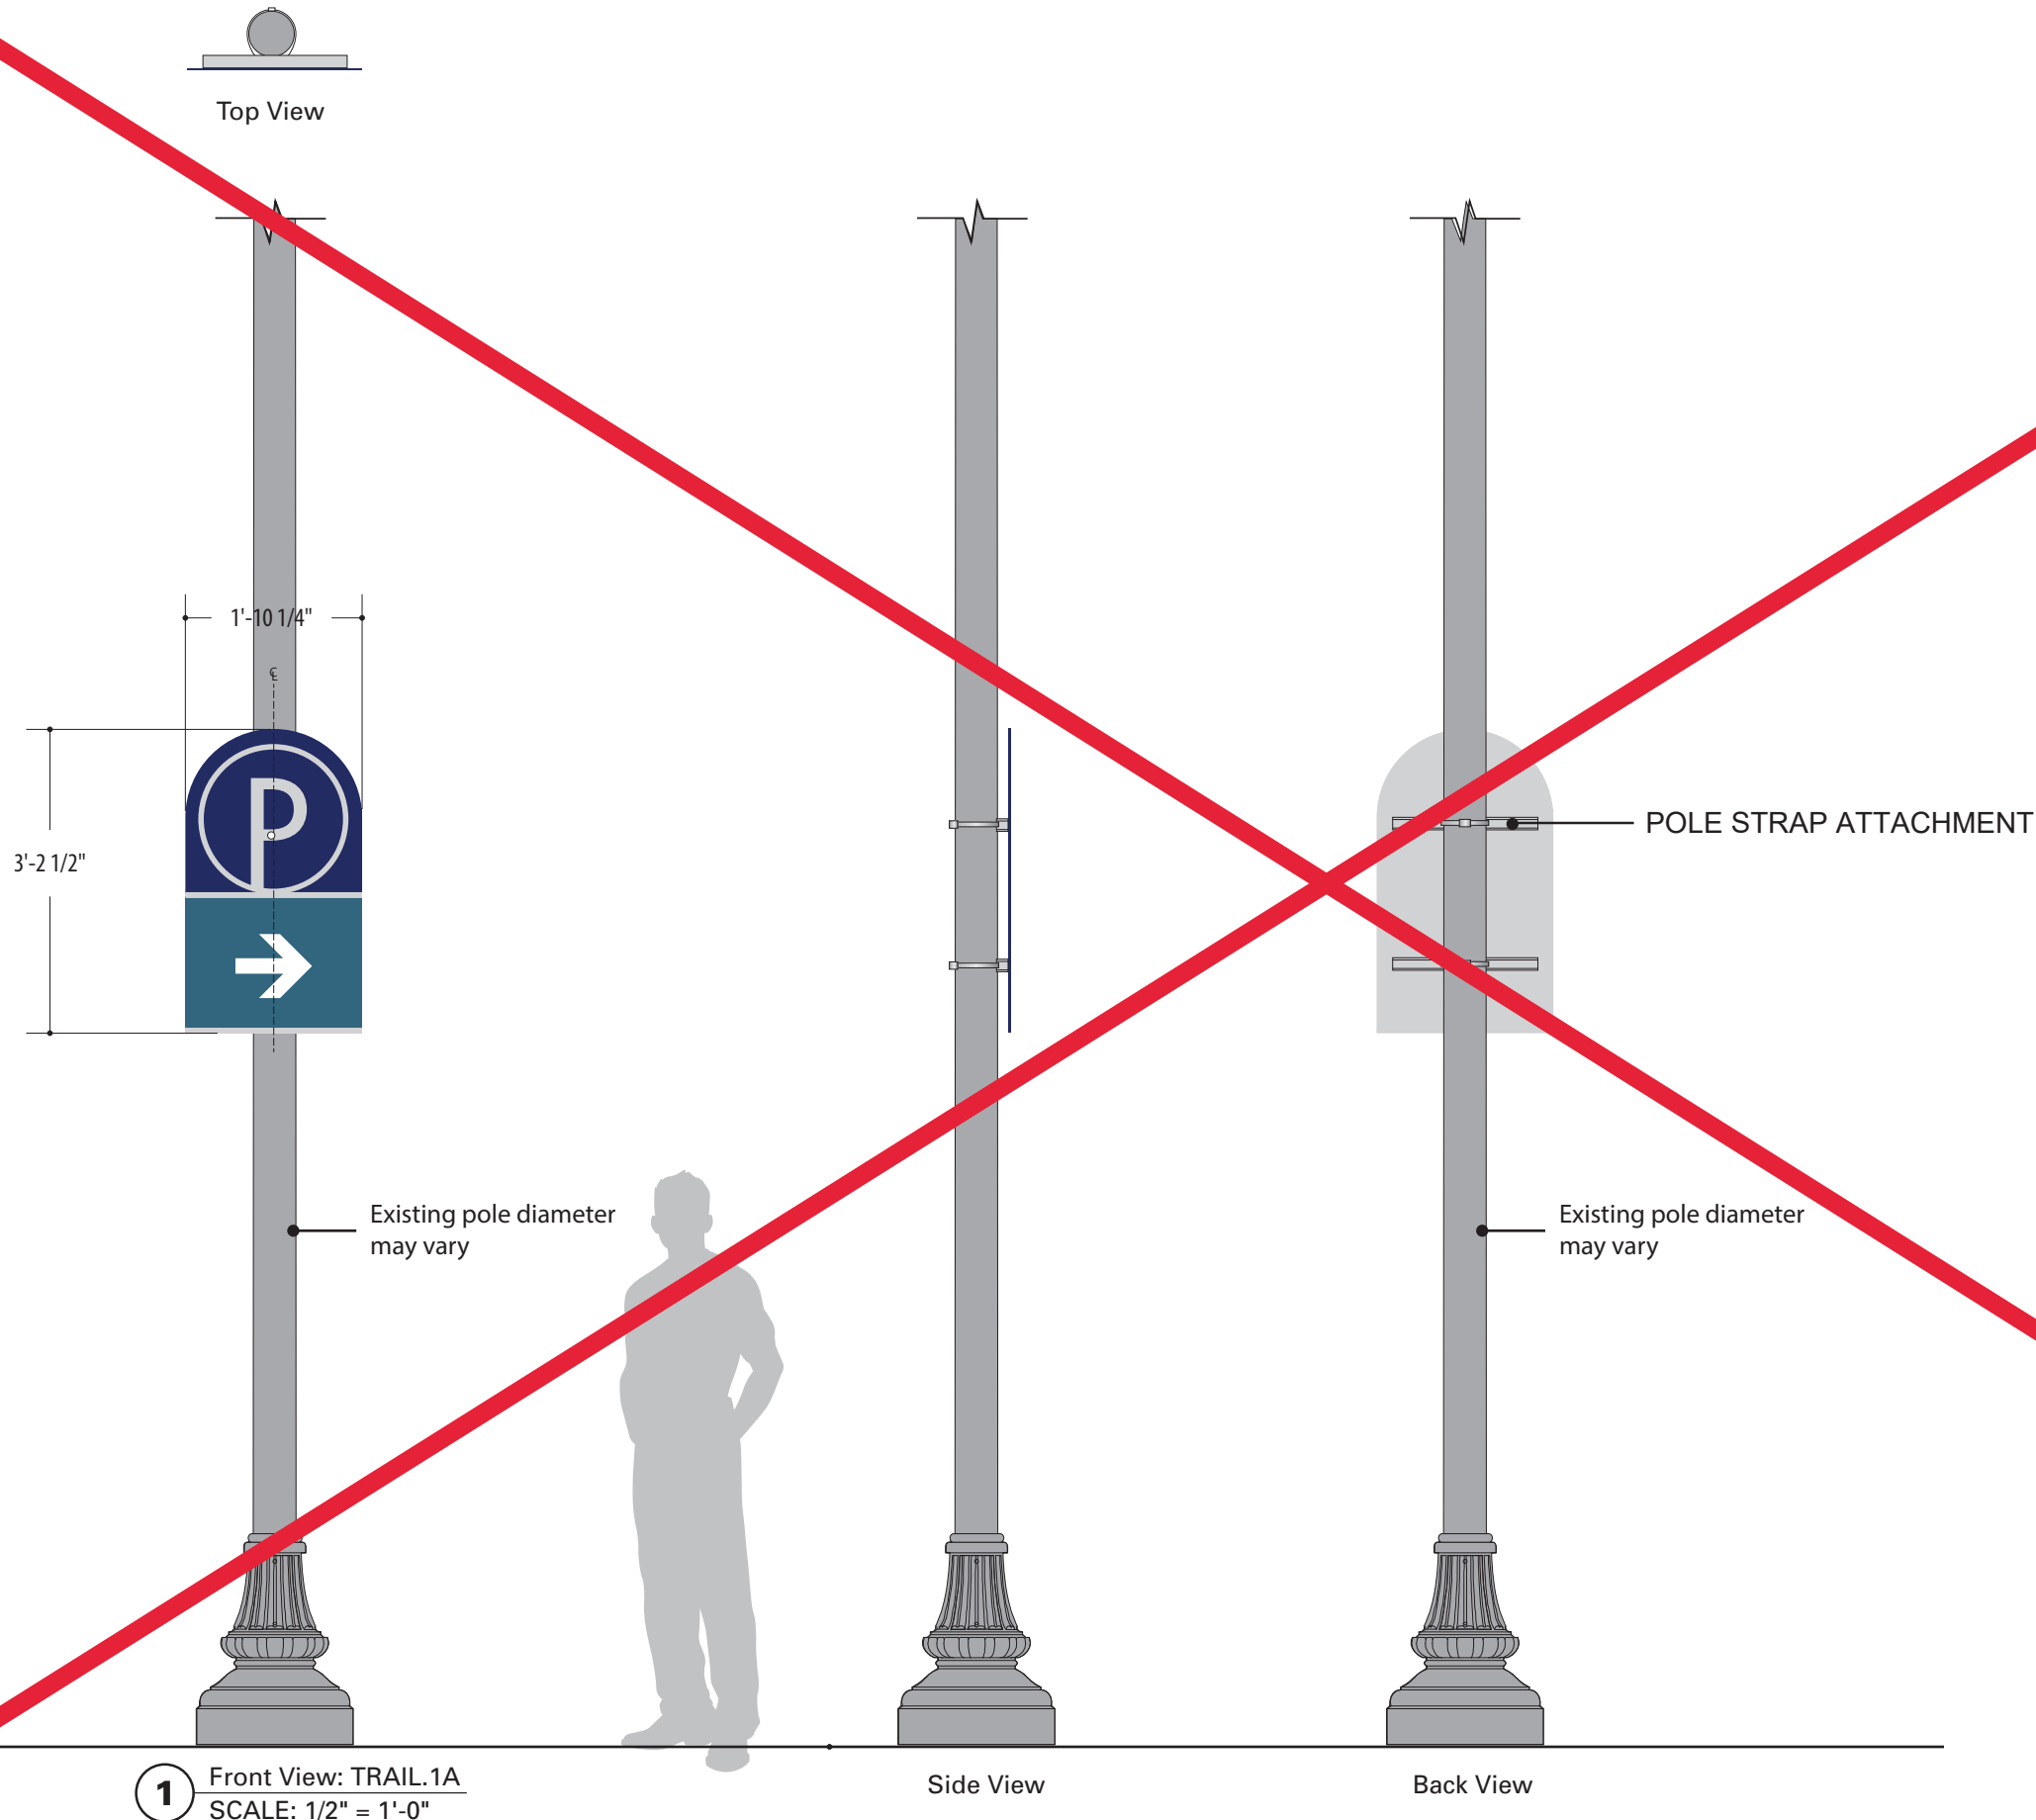 Top View
1'-10 1/4"
℄
P
3'-2 1/2"
POLE STRAP ATTACHMENT
Existing pole diameter
may vary
Existing pole diameter
may vary
1
Front View: TRAIL.1A
SCALE: 1/2" = 1'-0"
Side View
Back View